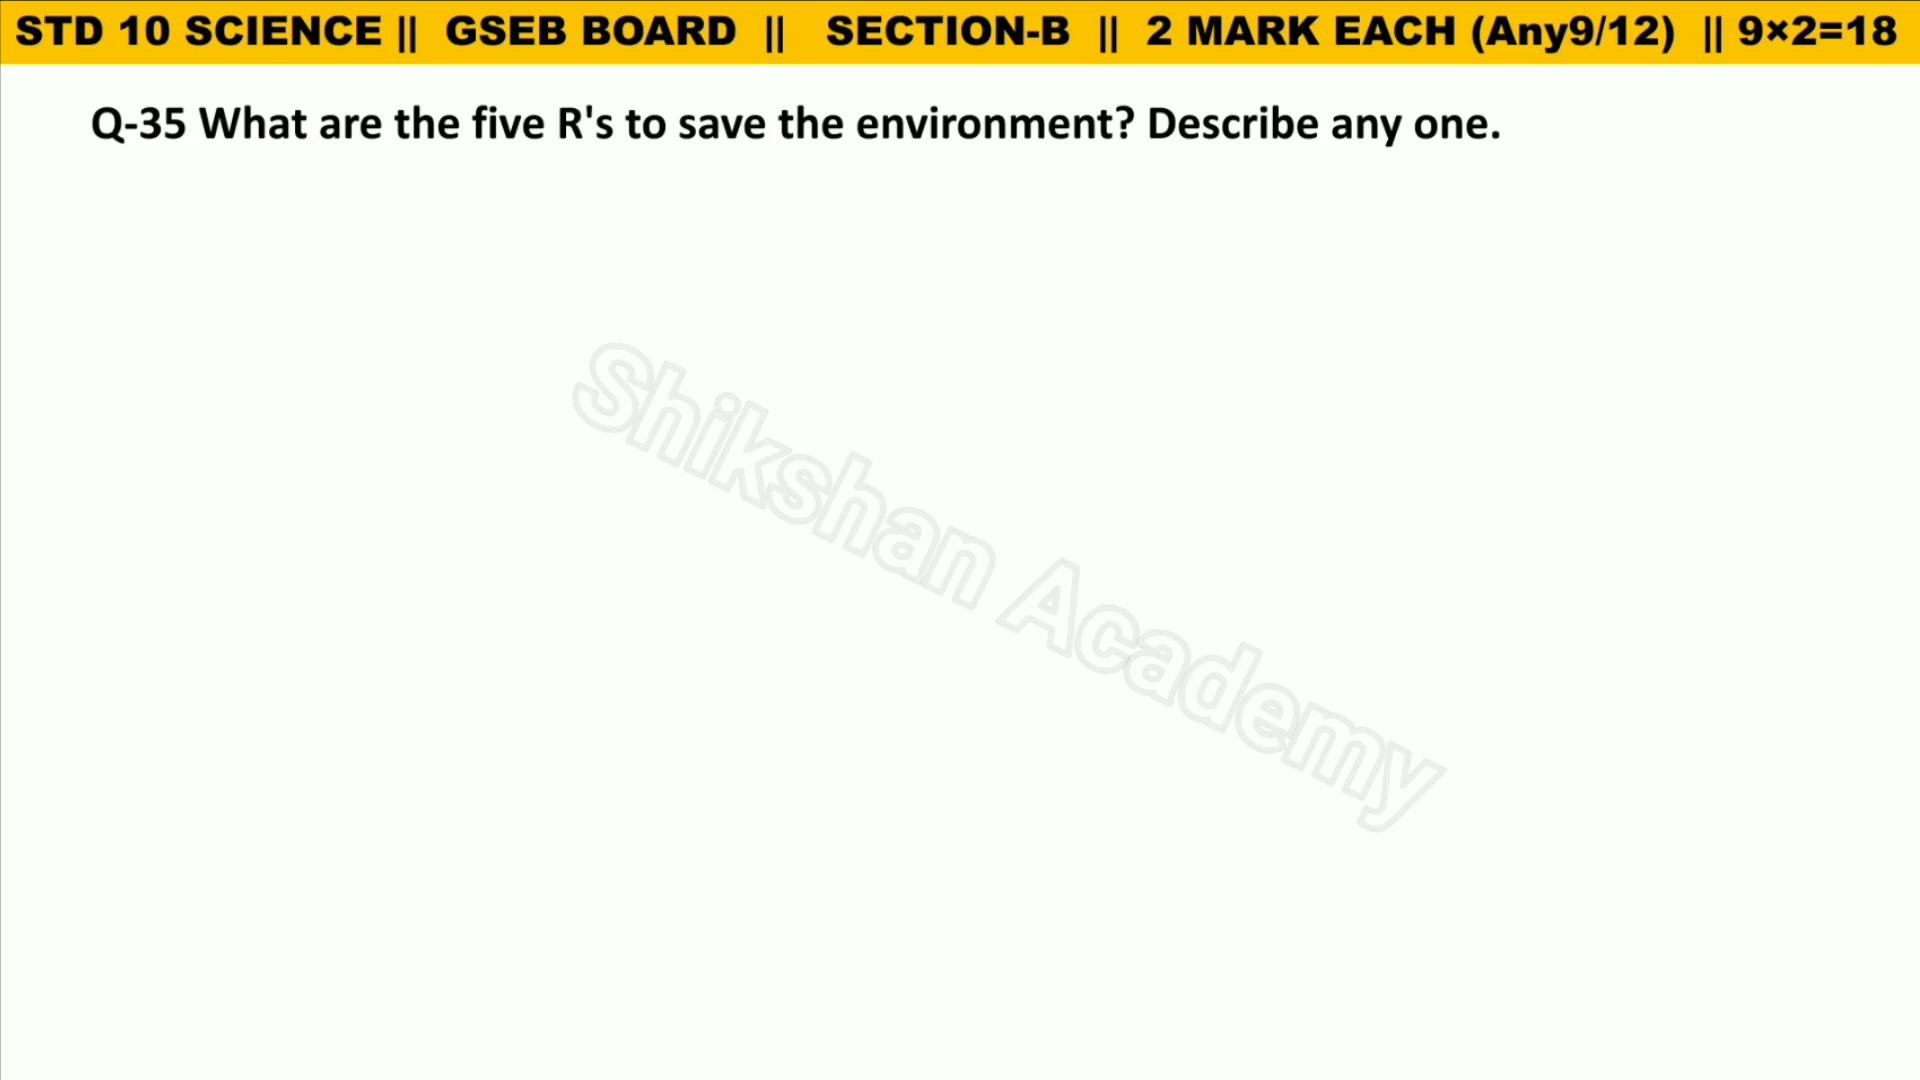 STD 10 SCIENCE || GSEB BOARD || SECTION-B || 2 MARK EACH (Any9/12) || 9×2=18
Q-35 What are the five R's to save the environment? Describe any one.
Shikshan Academy